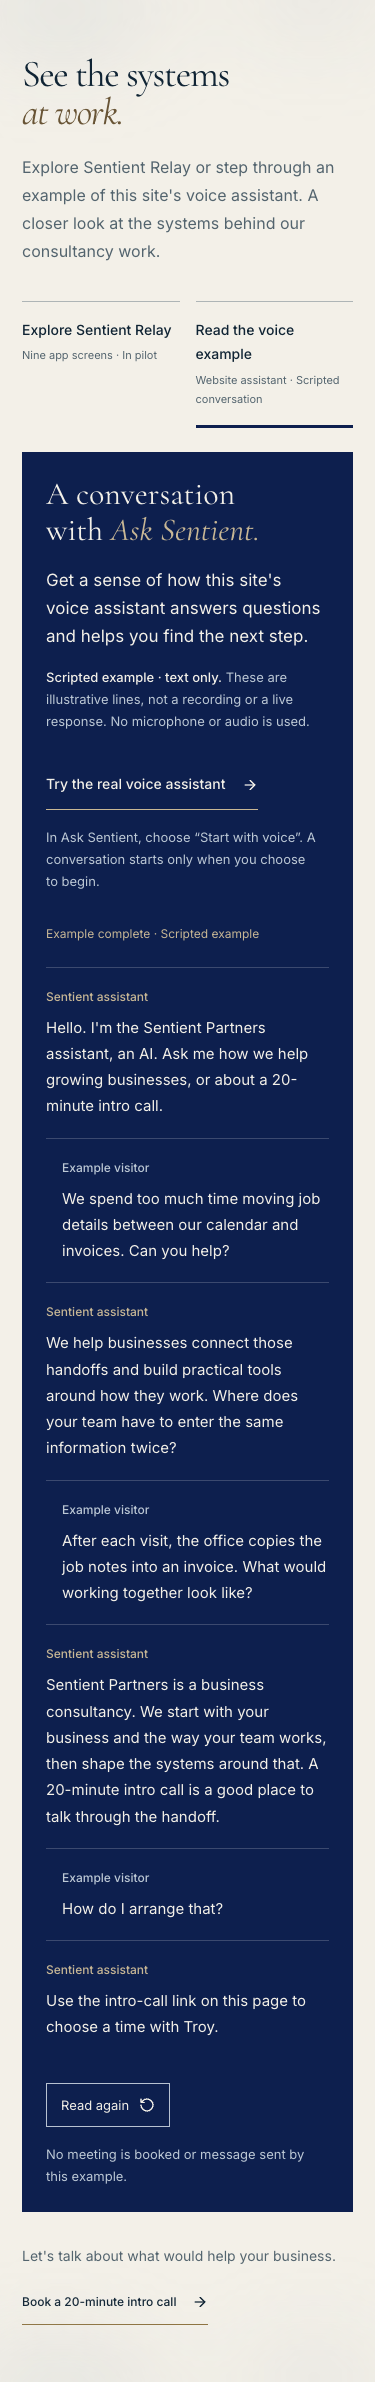 See the systems
at work.
Explore Sentient Relay or step through an
example of this site's voice assistant. A
closer look at the systems behind our
consultancy work.
Explore Sentient Relay
Nine app screens · In pilot
Read the voice
example
Website assistant · Scripted
conversation
A conversation
with Ask Sentient.
Get a sense of how this site's
voice assistant answers questions
and helps you find the next step.
Scripted example · text only. These are
illustrative lines, not a recording or a live
response. No microphone or audio is used.
Try the real voice assistant →
In Ask Sentient, choose “Start with voice”. A
conversation starts only when you choose
to begin.
Example complete · Scripted example
Sentient assistant
Hello. I'm the Sentient Partners
assistant, an AI. Ask me how we help
growing businesses, or about a 20-
minute intro call.
Example visitor
We spend too much time moving job
details between our calendar and
invoices. Can you help?
Sentient assistant
We help businesses connect those
handoffs and build practical tools
around how they work. Where does
your team have to enter the same
information twice?
Example visitor
After each visit, the office copies the
job notes into an invoice. What would
working together look like?
Sentient assistant
Sentient Partners is a business
consultancy. We start with your
business and the way your team works,
then shape the systems around that. A
20-minute intro call is a good place to
talk through the handoff.
Example visitor
How do I arrange that?
Sentient assistant
Use the intro-call link on this page to
choose a time with Troy.
Read again
No meeting is booked or message sent by
this example.
Let's talk about what would help your business.
Book a 20-minute intro call →